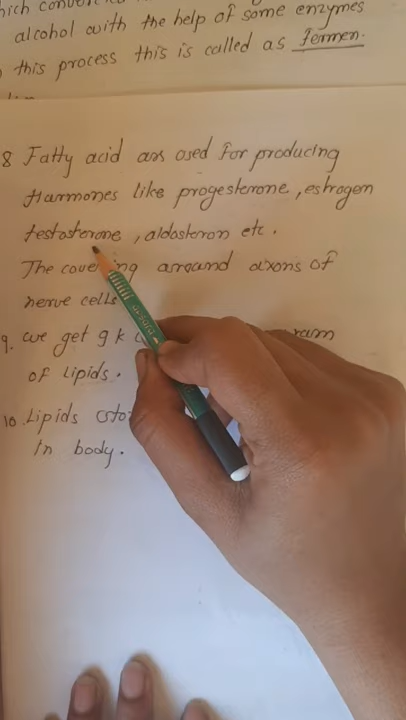 alcohol with the help of some enzymes
this process this is called as Fermen.
8 Fatty acid are used for producing
Harmones like progesterone, estrogen
testosterone, aldosteron etc.
The covering arround axons of
nerve cells
9. we get 9 k
of lipids.
10. Lipids
In body.